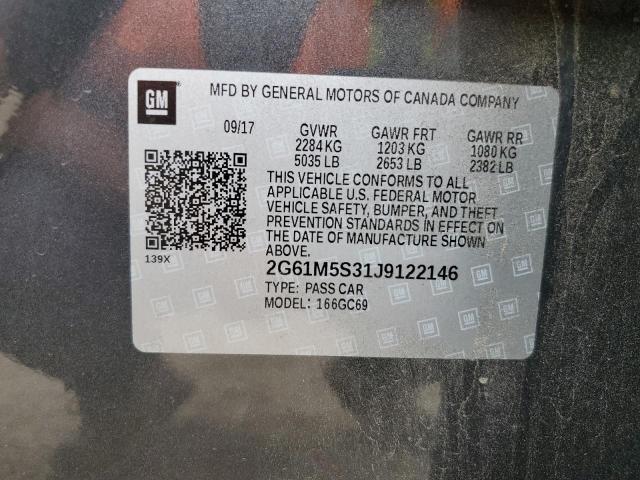 GM
MFD BY GENERAL MOTORS OF CANADA COMPANY
09/17 GVWR GAWR FRT GAWR RR
2284 KG 1203 KG 1080 KG
5035 LB 2653 LB 2382 LB
THIS VEHICLE CONFORMS TO ALL
APPLICABLE U.S. FEDERAL MOTOR
VEHICLE SAFETY, BUMPER, AND THEFT
PREVENTION STANDARDS IN EFFECT ON
THE DATE OF MANUFACTURE SHOWN
ABOVE.
139X
2G61M5S31J9122146
TYPE: PASS CAR
MODEL: 166GC69